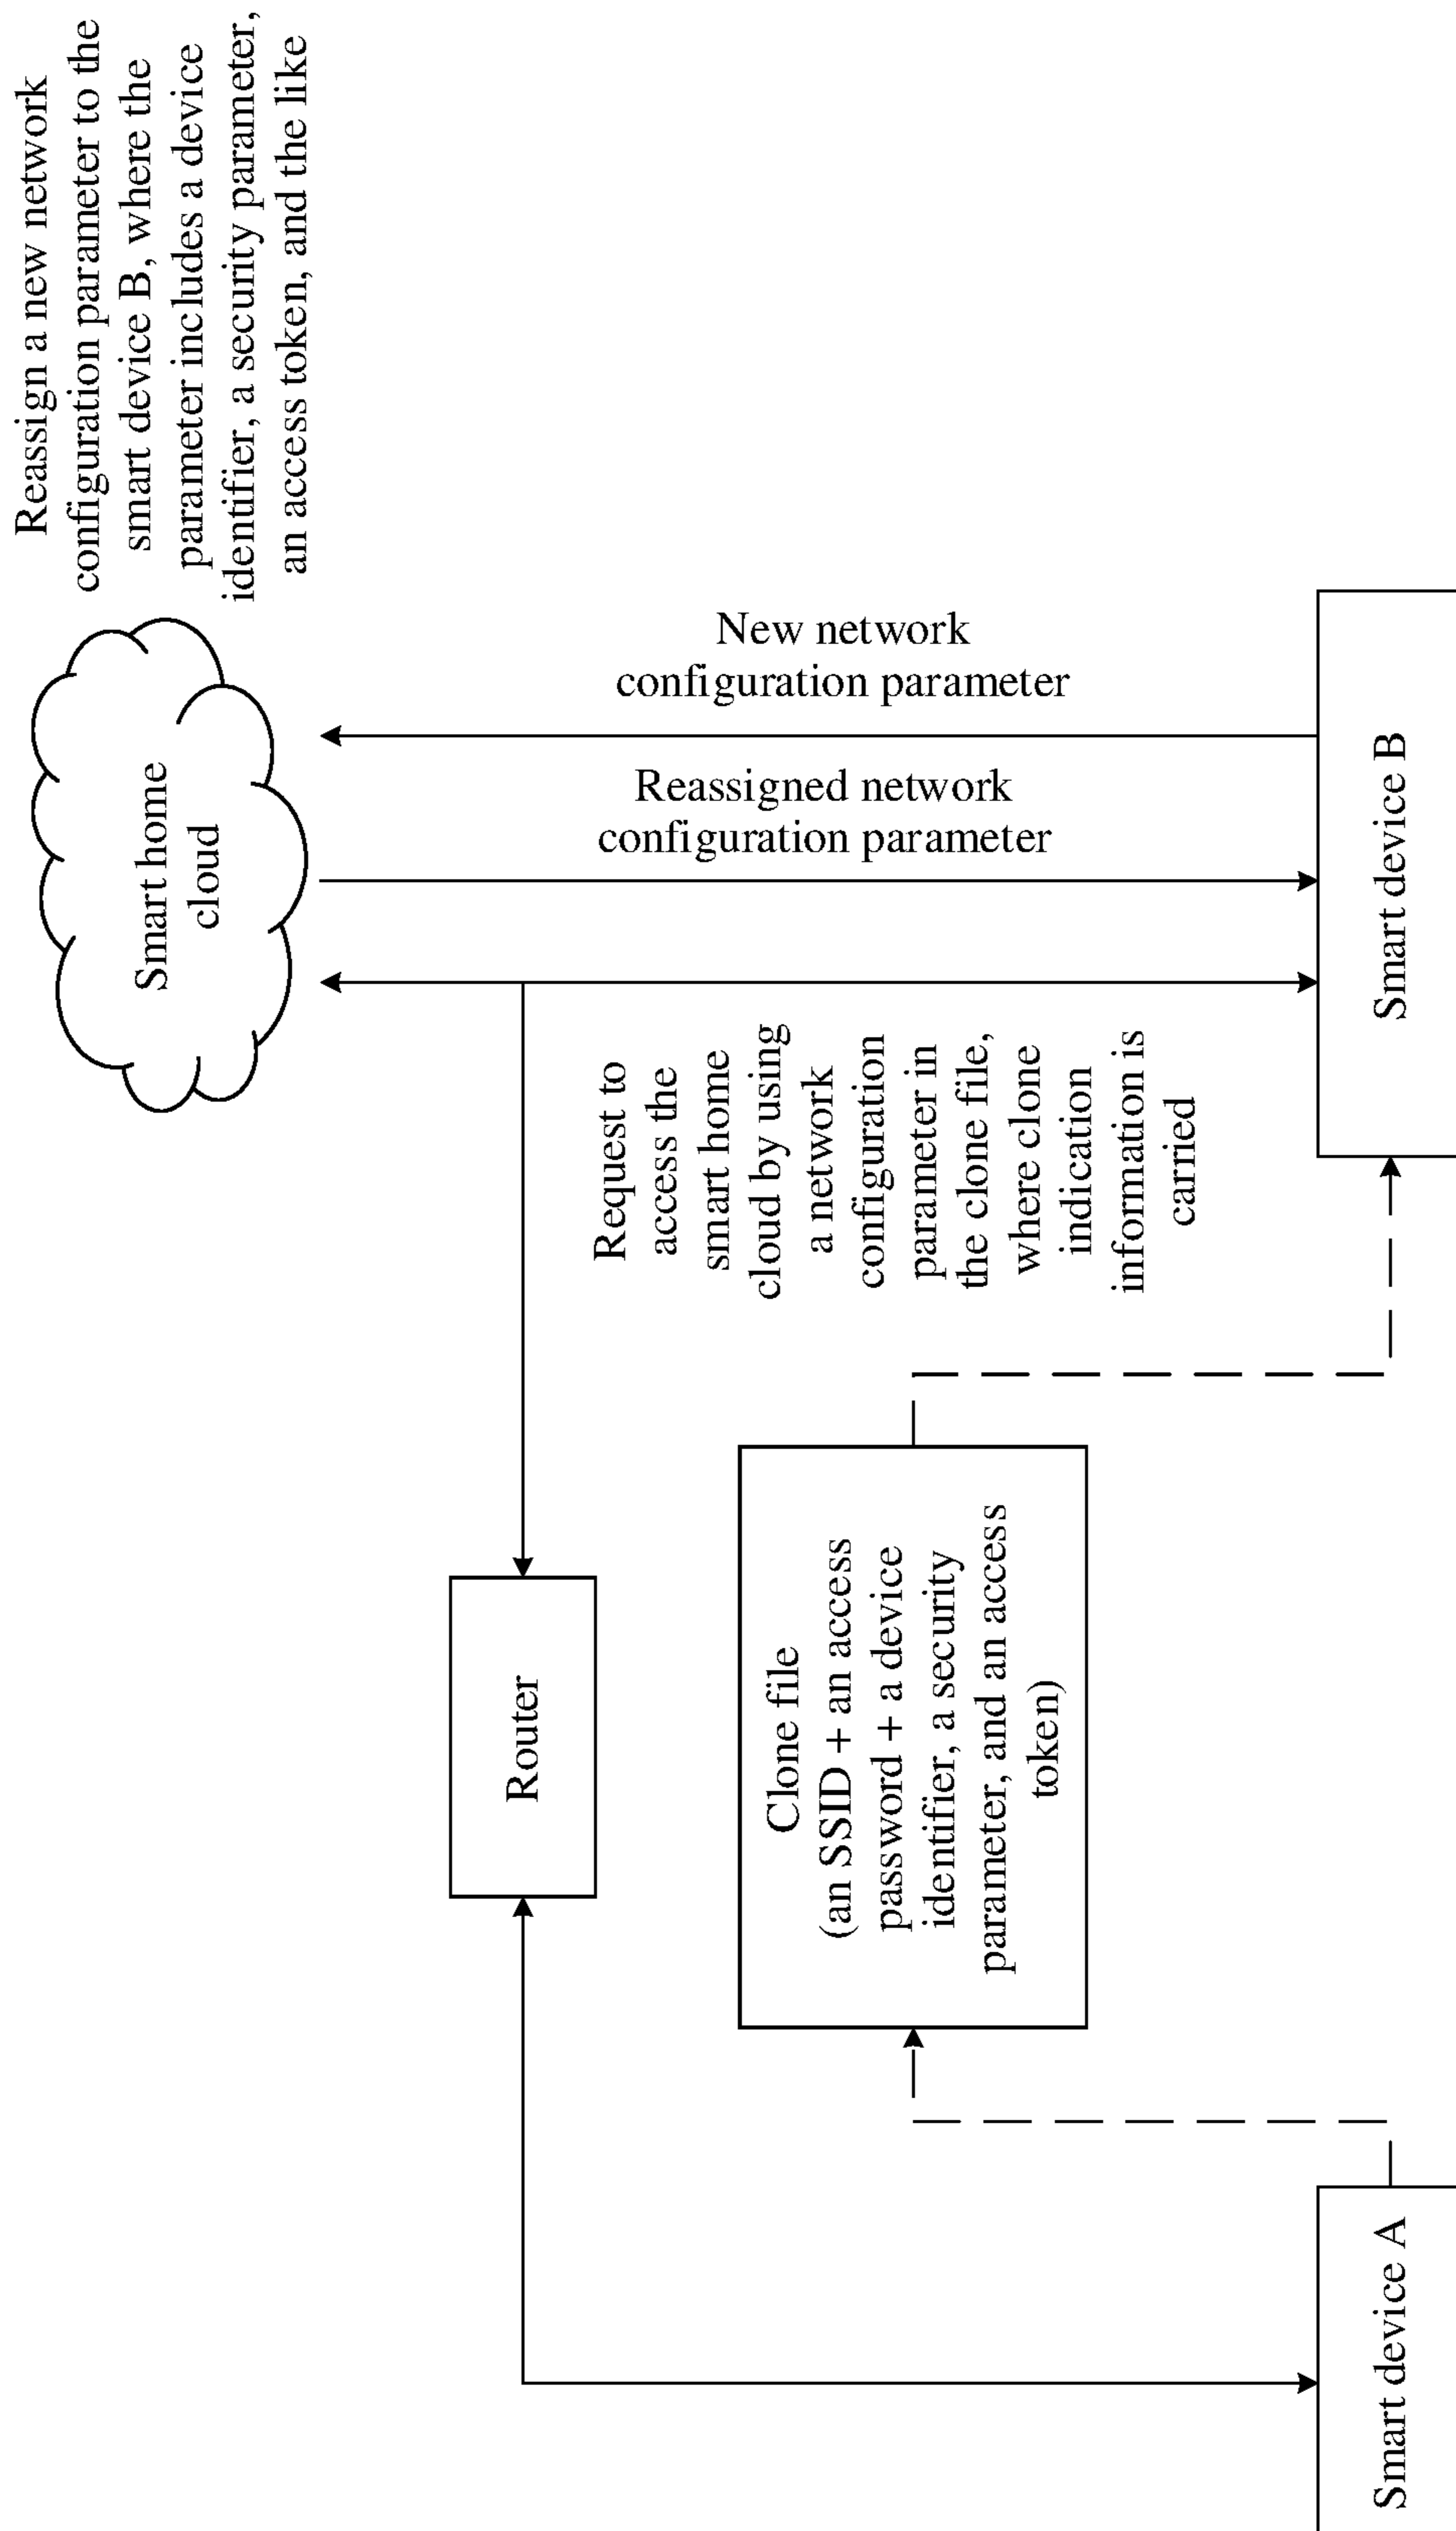 Reassign a new network
configuration parameter to the
smart device B, where the
parameter includes a device
identifier, a security parameter,
an access token, and the like
Smart home
cloud
New network
configuration parameter
Reassigned network
configuration parameter
Request to
access the
smart home
cloud by using
a network
configuration
parameter in
the clone file,
where clone
indication
information is
carried
Router
Clone file
(an SSID + an access
password + a device
identifier, a security
parameter, and an access
token)
Smart device A
Smart device B